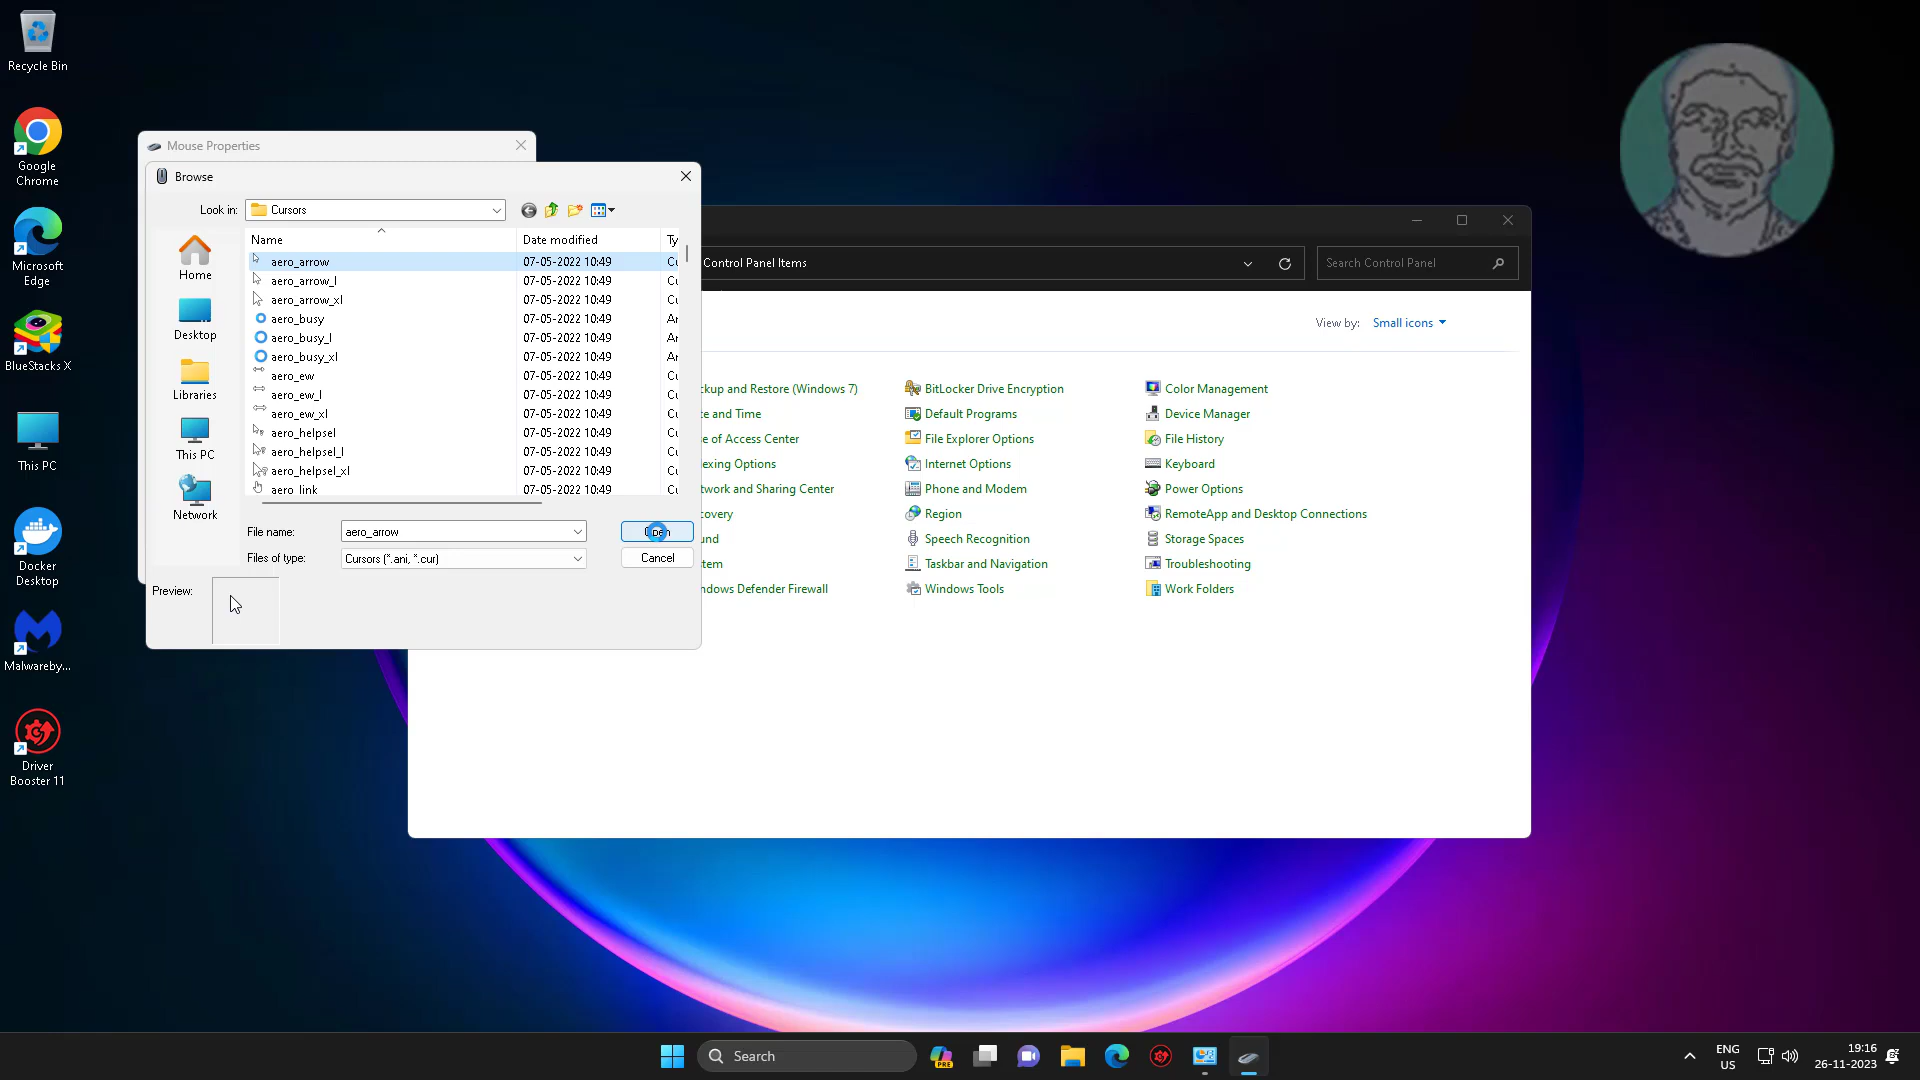 Recycle Bin
Google
Chrome
Microsoft
Edge
BlueStacks X
This PC
Docker
Desktop
Malwareby...
Driver
Booster 11
Mouse Properties
Browse
Look in:
Cursors
Home
Desktop
Libraries
This PC
Network
Name Date modified Ty
aero_arrow 07-05-2022 10:49 Cu
aero_arrow_l 07-05-2022 10:49 Cu
aero_arrow_xl 07-05-2022 10:49 Cu
aero_busy 07-05-2022 10:49 Ar
aero_busy_l 07-05-2022 10:49 Ar
aero_busy_xl 07-05-2022 10:49 Ar
aero_ew 07-05-2022 10:49 Cu
aero_ew_l 07-05-2022 10:49 Cu
aero_ew_xl 07-05-2022 10:49 Cu
aero_helpsel 07-05-2022 10:49 Cu
aero_helpsel_l 07-05-2022 10:49 Cu
aero_helpsel_xl 07-05-2022 10:49 Cu
aero_link 07-05-2022 10:49 Cu
File name: aero_arrow Open
Files of type: Cursors (*.ani, *.cur) Cancel
Preview:
Control Panel Items
Search Control Panel
View by: Small icons
ckup and Restore (Windows 7) BitLocker Drive Encryption Color Management
te and Time Default Programs Device Manager
se of Access Center File Explorer Options File History
exing Options Internet Options Keyboard
twork and Sharing Center Phone and Modem Power Options
covery Region RemoteApp and Desktop Connections
und Speech Recognition Storage Spaces
tem Taskbar and Navigation Troubleshooting
ndows Defender Firewall Windows Tools Work Folders
Search
PRE
ENG
US
19:16
26-11-2023